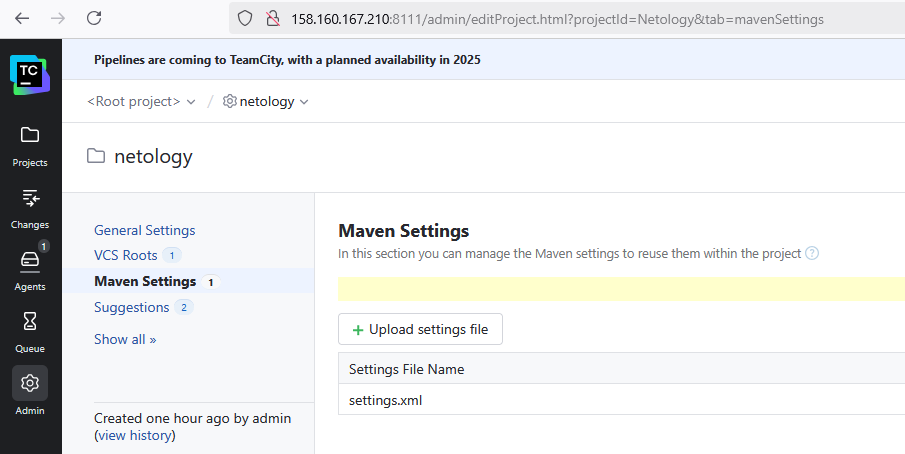 158.160.167.210:8111/admin/editProject.html?projectId=Netology&tab=mavenSettings
TC
Pipelines are coming to TeamCity, with a planned availability in 2025
<Root project> / netology
netology
Projects
Changes
1
Agents
Queue
Admin
General Settings
VCS Roots 1
Maven Settings 1
Suggestions 2
Show all »
Created one hour ago by admin
(view history)
Maven Settings
In this section you can manage the Maven settings to reuse them within the project ?
+ Upload settings file
Settings File Name
settings.xml